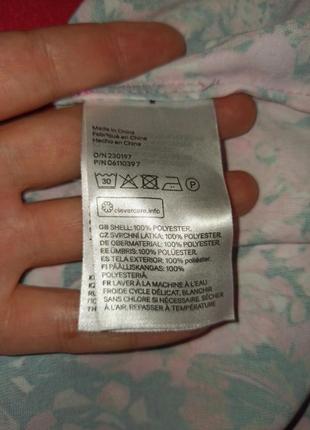 Made in China
Fabriqué en Chine
Hecho en China
O/N 230197
P/N 06110397
30
P
clevercare.info
GB SHELL: 100% POLYESTER,
CZ SVRCHNÍ LÁTKA: 100% POLYESTER,
DE OBERMATERIAL: 100% POLYESTER,
EE ÜMBRIS: 100% POLÜESTER,
ES TELA EXTERIOR: 100% poliéster.
FI PÄÄLLISKANGAS: 100%
POLYESTERIÄ,
FR LAVER À LA MACHINE À L'EAU
FROIDE CYCLE DÉLICAT, BLANCHIR
SANS CHLORE SI NÉCESSAIRE, SÉCHER
À L'AIR, REPASSER À TEMPÉRATURE